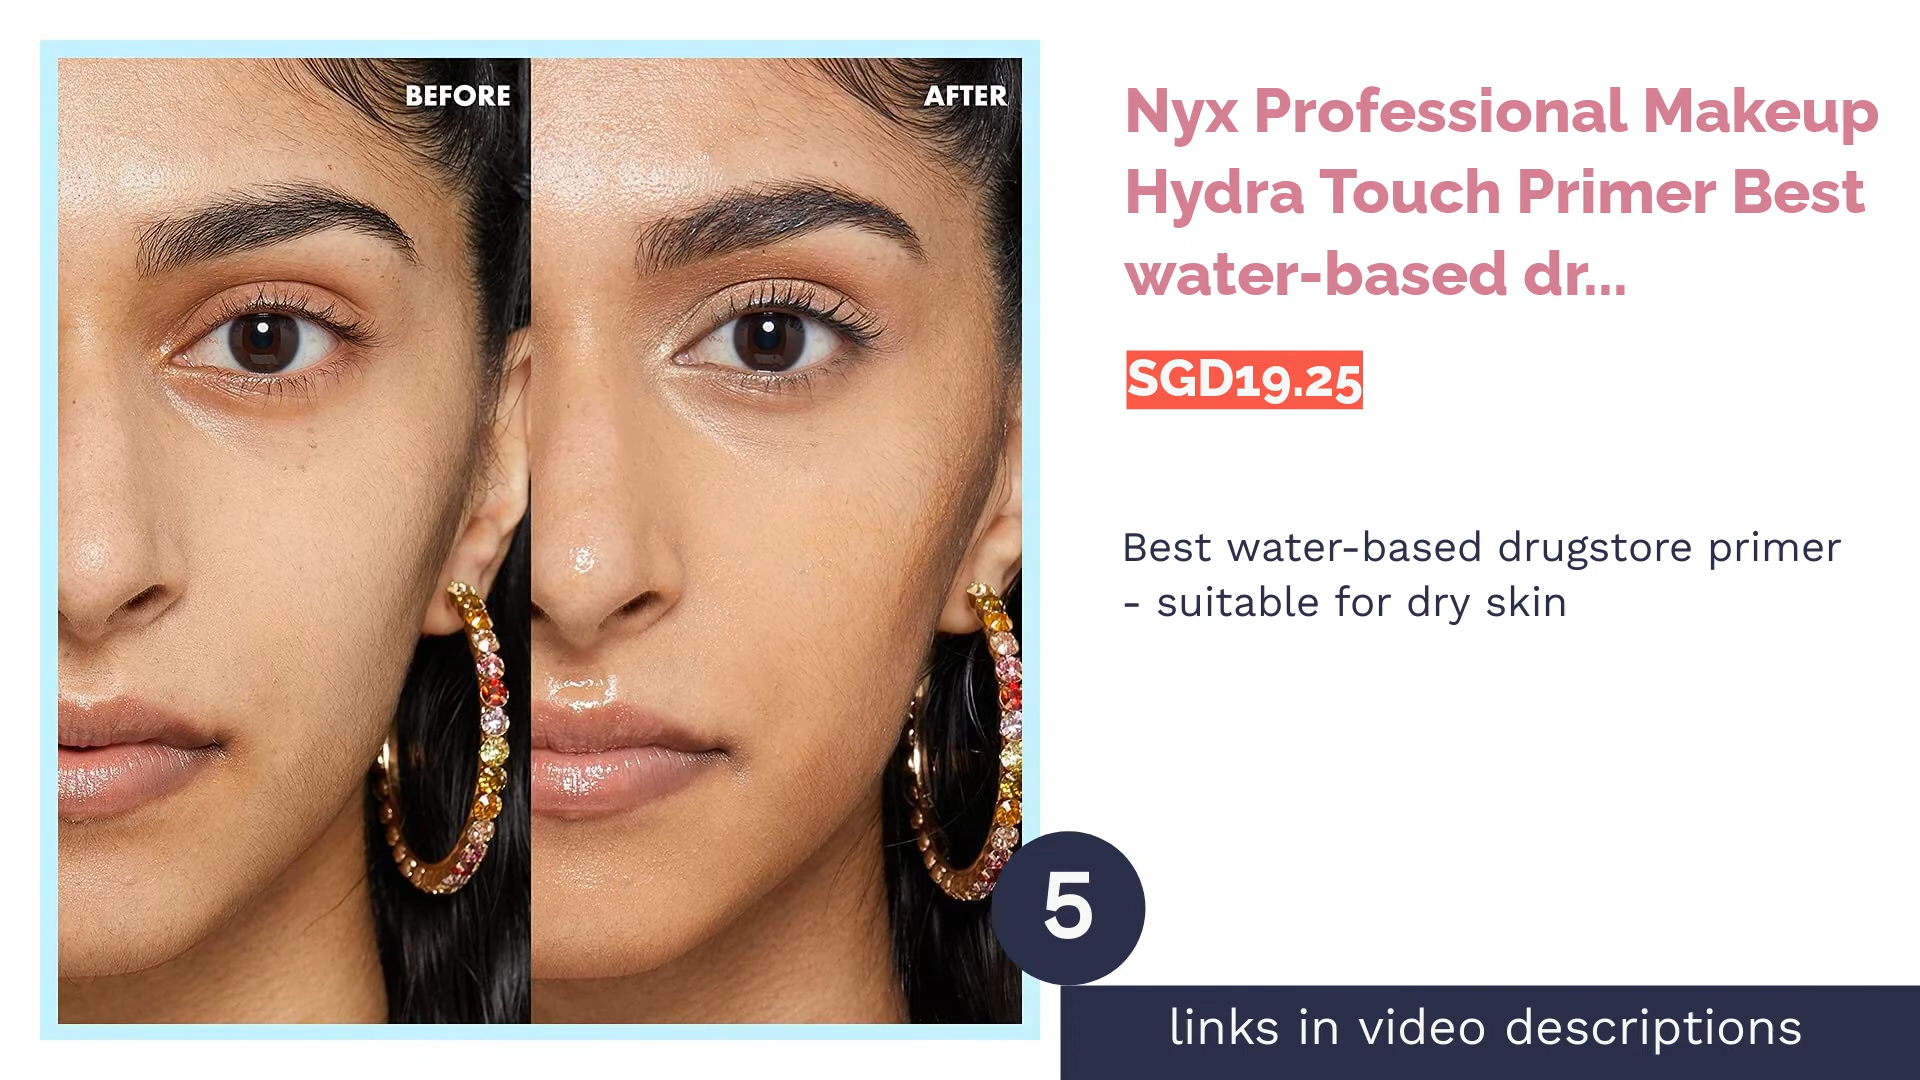 BEFORE
AFTER
Nyx Professional Makeup
Hydra Touch Primer Best
water-based dr...
SGD19.25
Best water-based drugstore primer
- suitable for dry skin
5
links in video descriptions